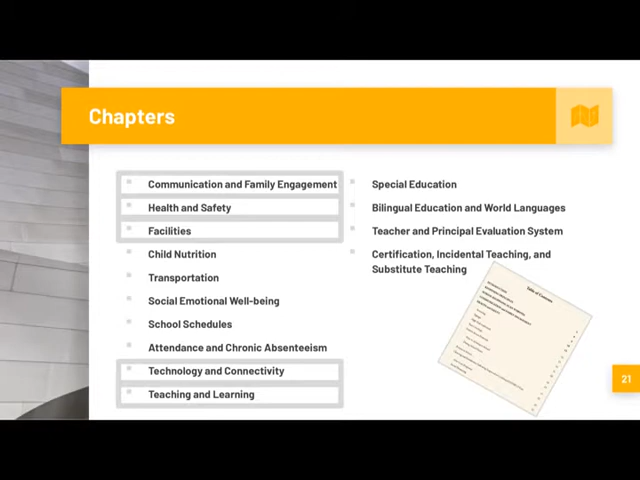 Chapters
Communication and Family Engagement
Health and Safety
Facilities
Child Nutrition
Transportation
Social Emotional Well-being
School Schedules
Attendance and Chronic Absenteeism
Technology and Connectivity
Teaching and Learning
Special Education
Bilingual Education and World Languages
Teacher and Principal Evaluation System
Certification, Incidental Teaching, and
Substitute Teaching
Table of Contents
21